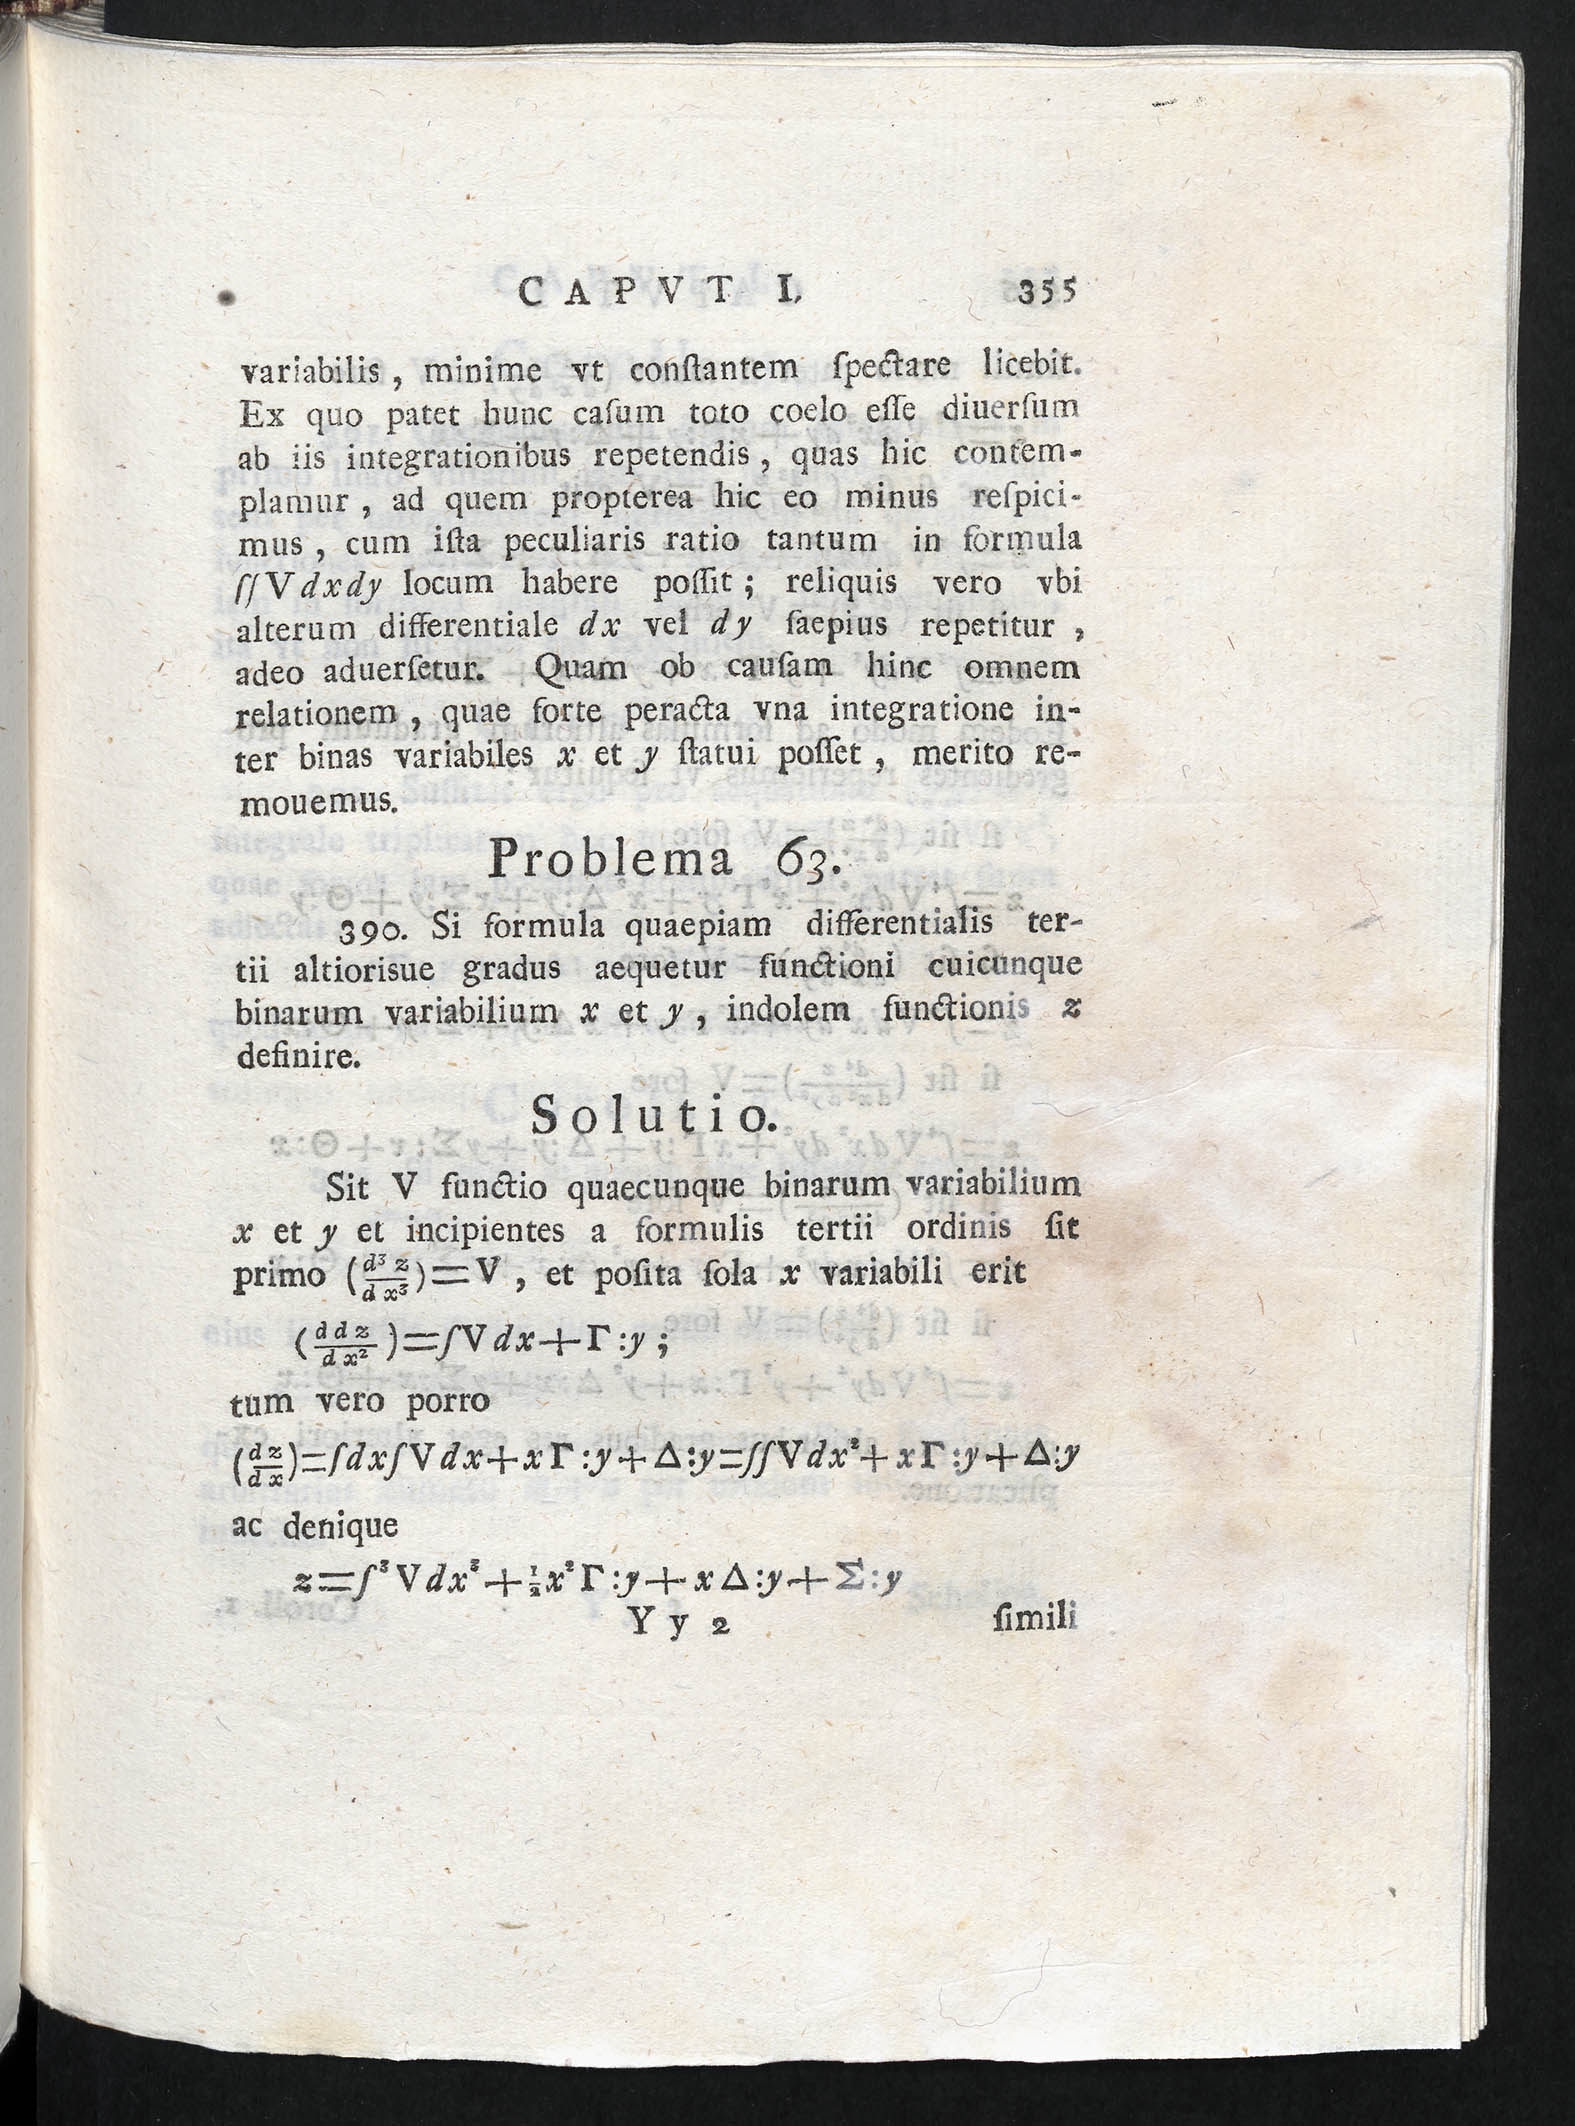 CAPVT I. 355
variabilis, minime vt conſtantem ſpectare licebit.
Ex quo patet hunc caſum toto coelo eſſe diuerſum
ab iis integrationibus repetendis, quas hic contem-
plamur, ad quem propterea hic eo minus reſpici-
mus, cum iſta peculiaris ratio tantum in formula
∫∫V dx dy locum habere poſſit; reliquis vero vbi
alterum differentiale dx vel dy ſaepius repetitur,
adeo aduerſetur. Quam ob cauſam hinc omnem
relationem, quae forte peracta vna integratione in-
ter binas variabiles x et y ſtatui poſſet, merito re-
mouemus.
Problema 63.
390. Si formula quaepiam differentialis ter-
tii altiorisue gradus aequetur functioni cuicunque
binarum variabilium x et y, indolem functionis z
definire.
Solutio.
Sit V functio quaecunque binarum variabilium
x et y et incipientes a formulis tertii ordinis ſit
primo (d³z/dx³)=V, et poſita ſola x variabili erit
(ddz/dx²)=∫V dx+Γ:y;
tum vero porro
(dz/dx)=∫dx∫V dx+xΓ:y+Δ:y=∫∫V dx²+xΓ:y+Δ:y
ac denique
z=∫³V dx³+½x²Γ:y+xΔ:y+Σ:y
Yy 2 ſimili